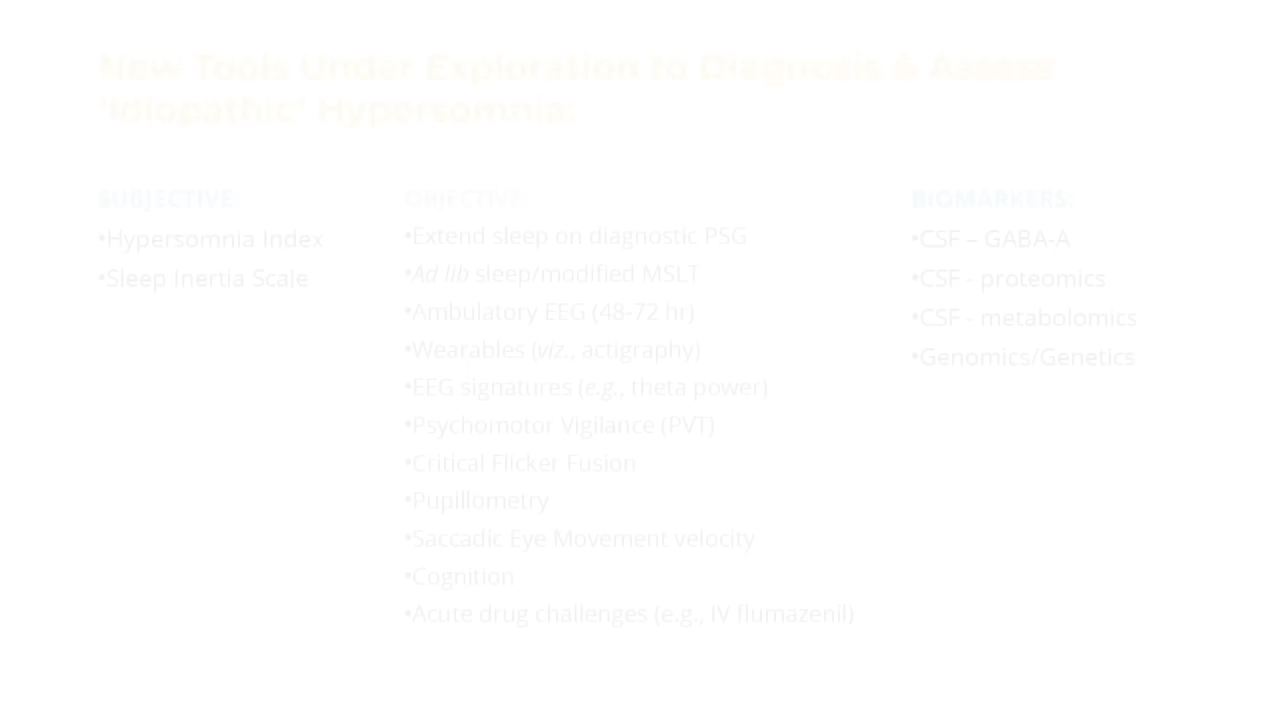 New Tools Under Exploration to Diagnosis & Assess
'Idiopathic' Hypersomnia:
SUBJECTIVE:
•Hypersomnia Index
•Sleep Inertia Scale
OBJECTIVE:
•Extend sleep on diagnostic PSG
•Ad lib sleep/modified MSLT
•Ambulatory EEG (48-72 hr)
•Wearables (viz., actigraphy)
•EEG signatures (e.g., theta power)
•Psychomotor Vigilance (PVT)
•Critical Flicker Fusion
•Pupillometry
•Saccadic Eye Movement velocity
•Cognition
•Acute drug challenges (e.g., IV flumazenil)
BIOMARKERS:
•CSF – GABA-A
•CSF - proteomics
•CSF - metabolomics
•Genomics/Genetics